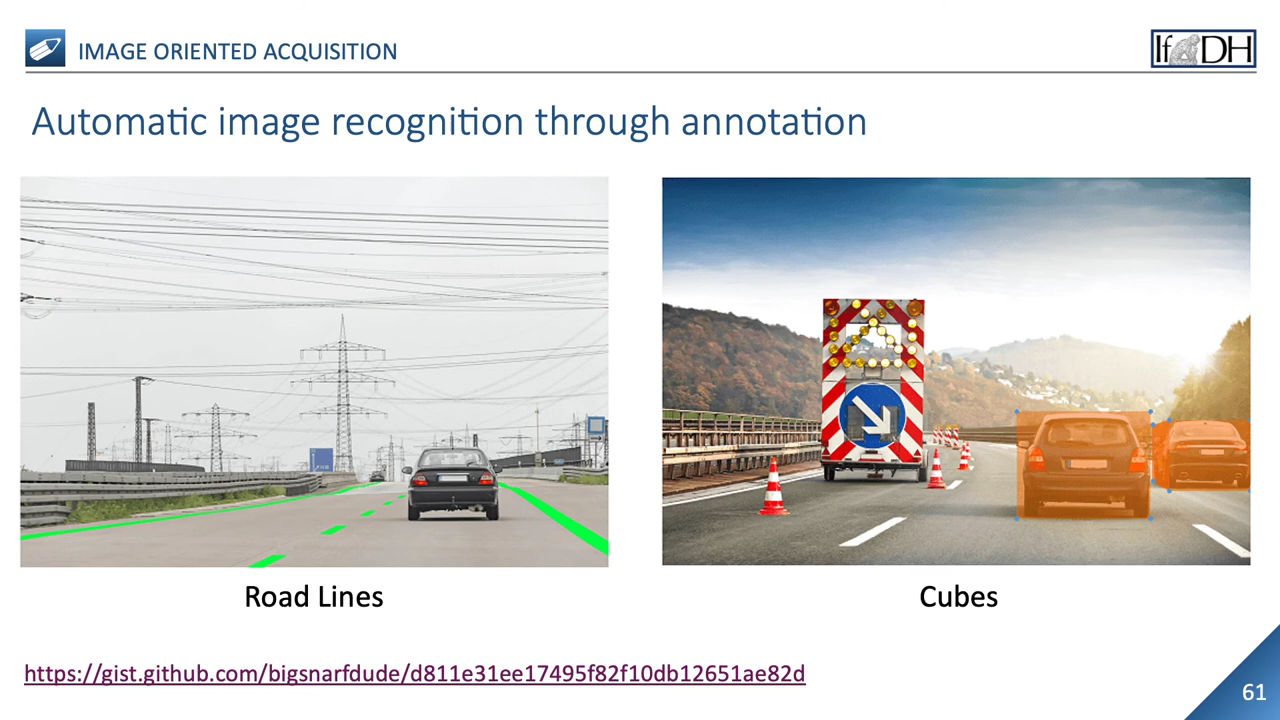 IMAGE ORIENTED ACQUISITION
IfDH
Automatic image recognition through annotation
Road Lines
Cubes
https://gist.github.com/bigsnarfdude/d811e31ee17495f82f10db12651ae82d
61